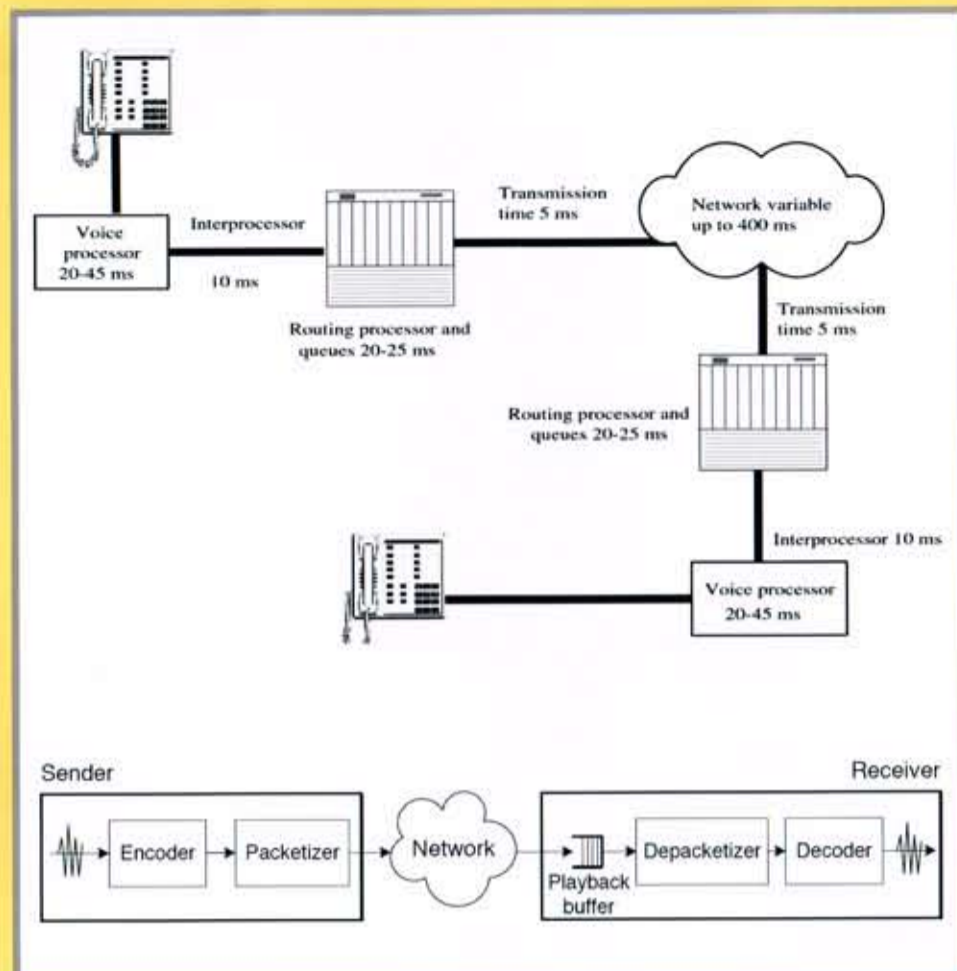 Transmission
time 5 ms
Network variable
up to 400 ms
Voice
processor
20-45 ms
Interprocessor
10 ms
Routing processor and
queues 20-25 ms
Transmission
time 5 ms
Routing processor and
queues 20-25 ms
Interprocessor 10 ms
Voice processor
20-45 ms
Sender
Receiver
Encoder
Packetizer
Network
Playback
buffer
Depacketizer
Decoder